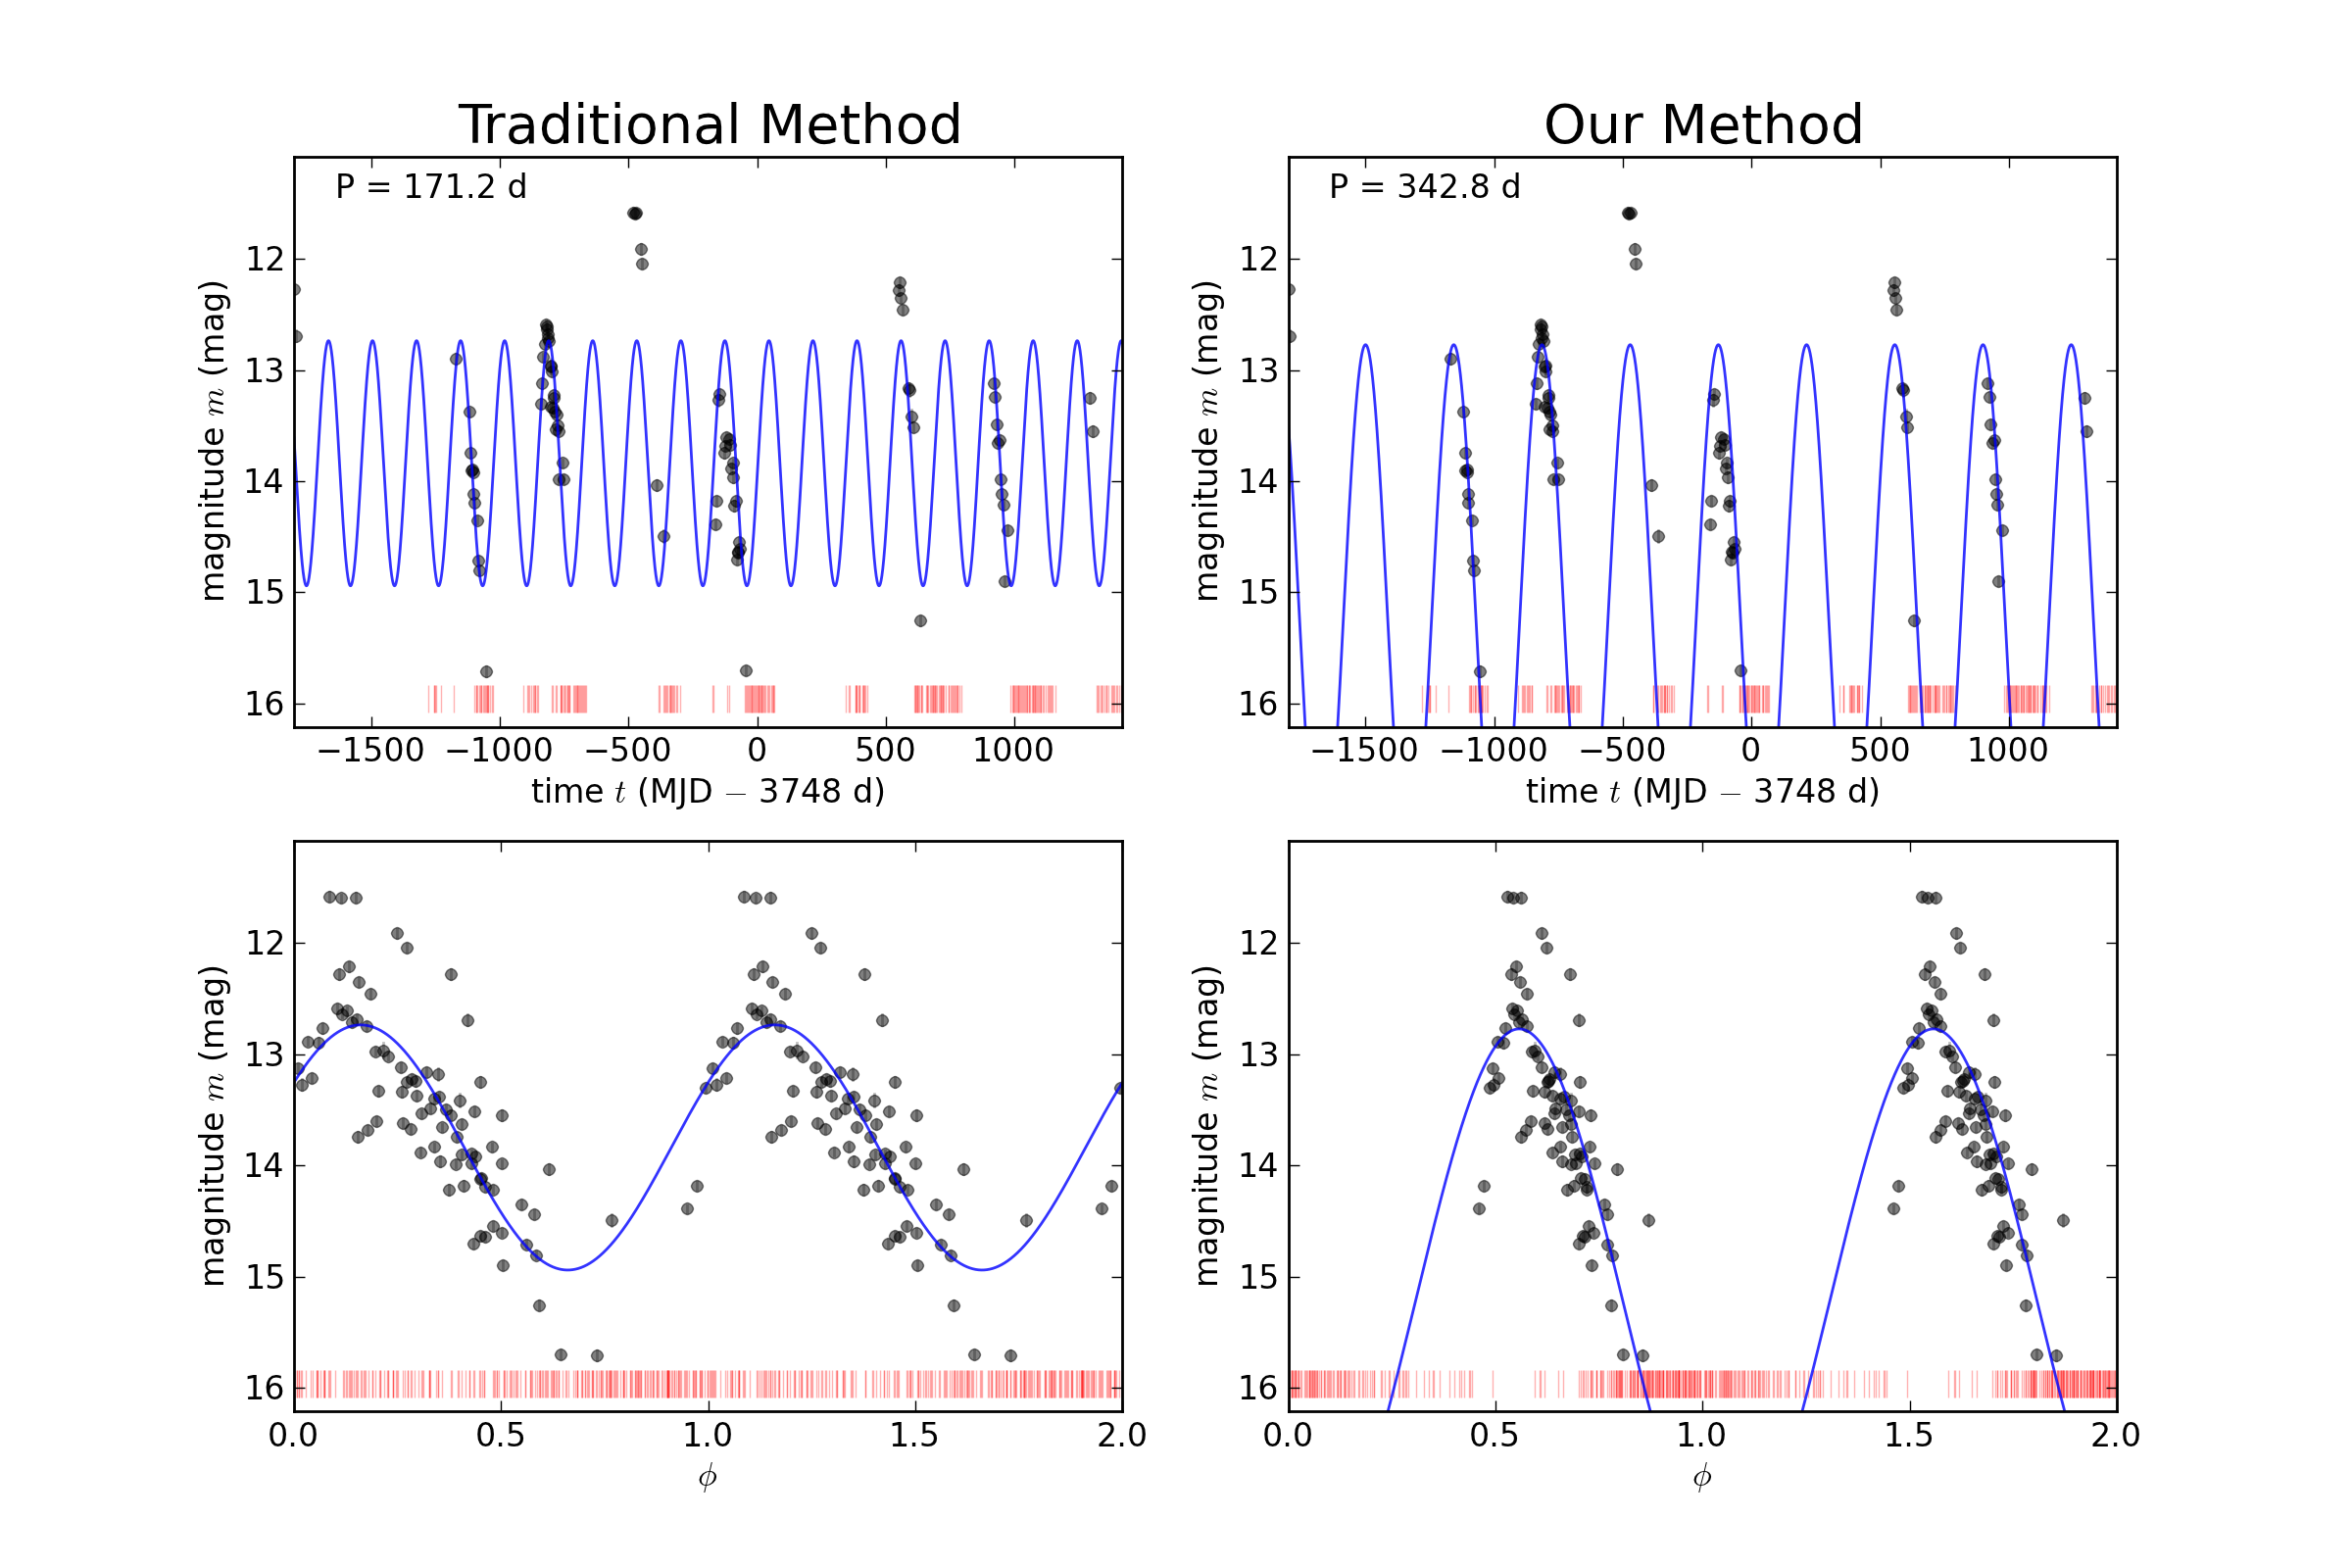 Traditional Method
Our Method
P = 171.2 d
P = 342.8 d
12
13
14
15
16
magnitude m (mag)
−1500 −1000 −500 0 500 1000
time t (MJD − 3748 d)
12
13
14
15
16
magnitude m (mag)
−1500 −1000 −500 0 500 1000
time t (MJD − 3748 d)
12
13
14
15
16
magnitude m (mag)
0.0 0.5 1.0 1.5 2.0
ϕ
12
13
14
15
16
magnitude m (mag)
0.0 0.5 1.0 1.5 2.0
ϕ